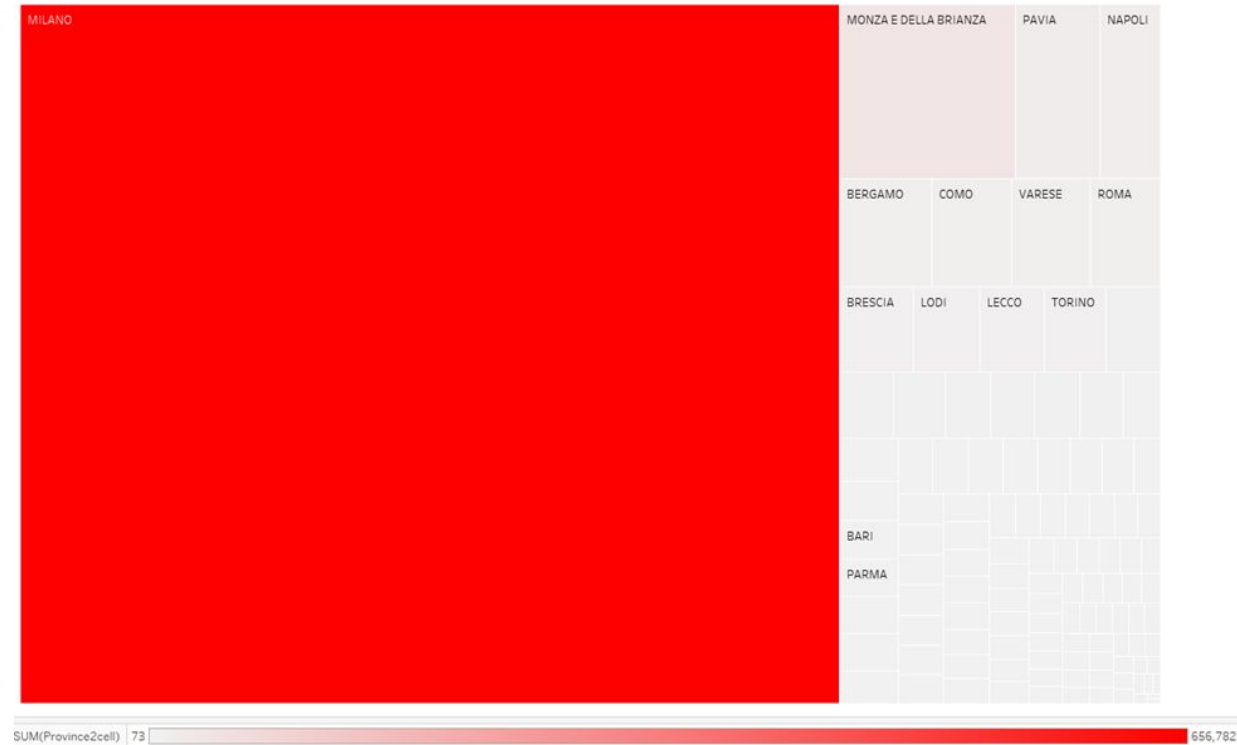 MILANO
MONZA E DELLA BRIANZA
PAVIA
NAPOLI
BERGAMO
COMO
VARESE
ROMA
BRESCIA
LODI
LECCO
TORINO
BARI
PARMA
SUM(Province2cell) 73 656,782